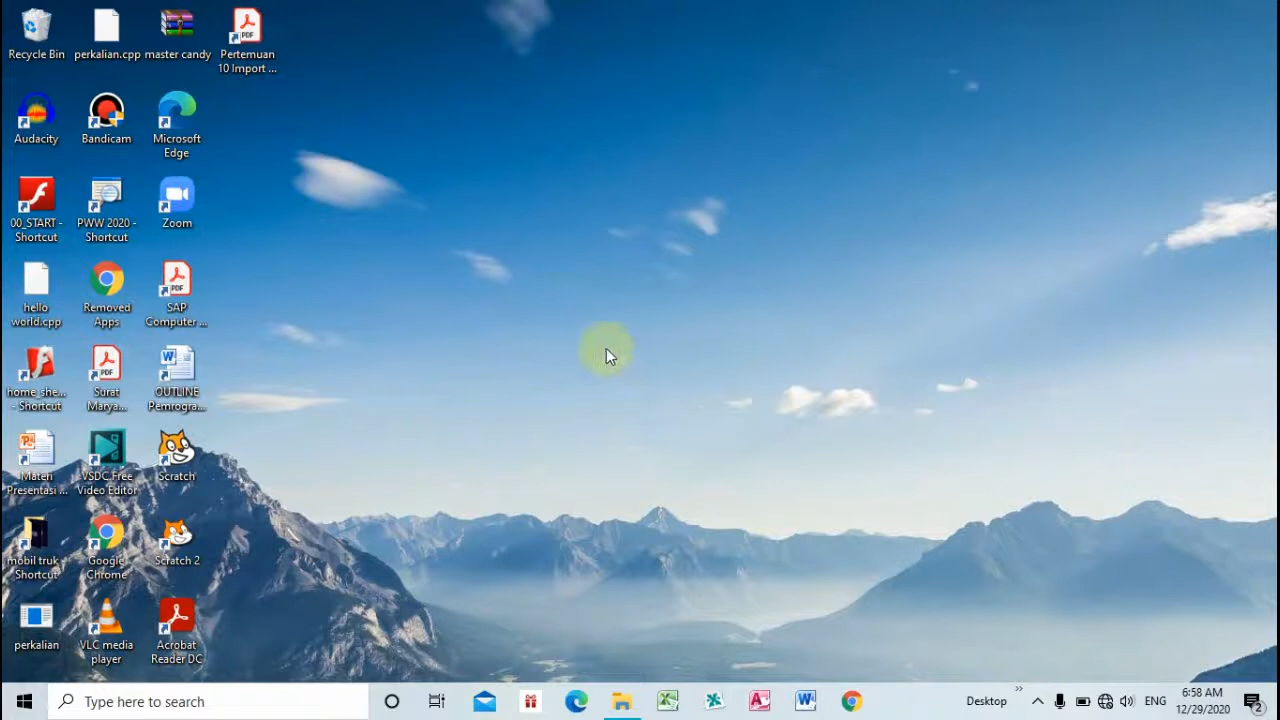 Recycle Bin
perkalian.cpp
master candy
Pertemuan
10 Import ...
Audacity
Bandicam
Microsoft
Edge
00_START -
Shortcut
PWW 2020 -
Shortcut
Zoom
hello
world.cpp
Removed
Apps
SAP
Computer ...
home_she...
- Shortcut
Surat
Marya...
OUTLINE
Pemrogra...
Materi
Presentasi ...
VSDC Free
Video Editor
Scratch
mobil truk -
Shortcut
Google
Chrome
Scratch 2
perkalian
VLC media
player
Acrobat
Reader DC
Type here to search
Desktop
ENG
6:58 AM
12/29/2020
2